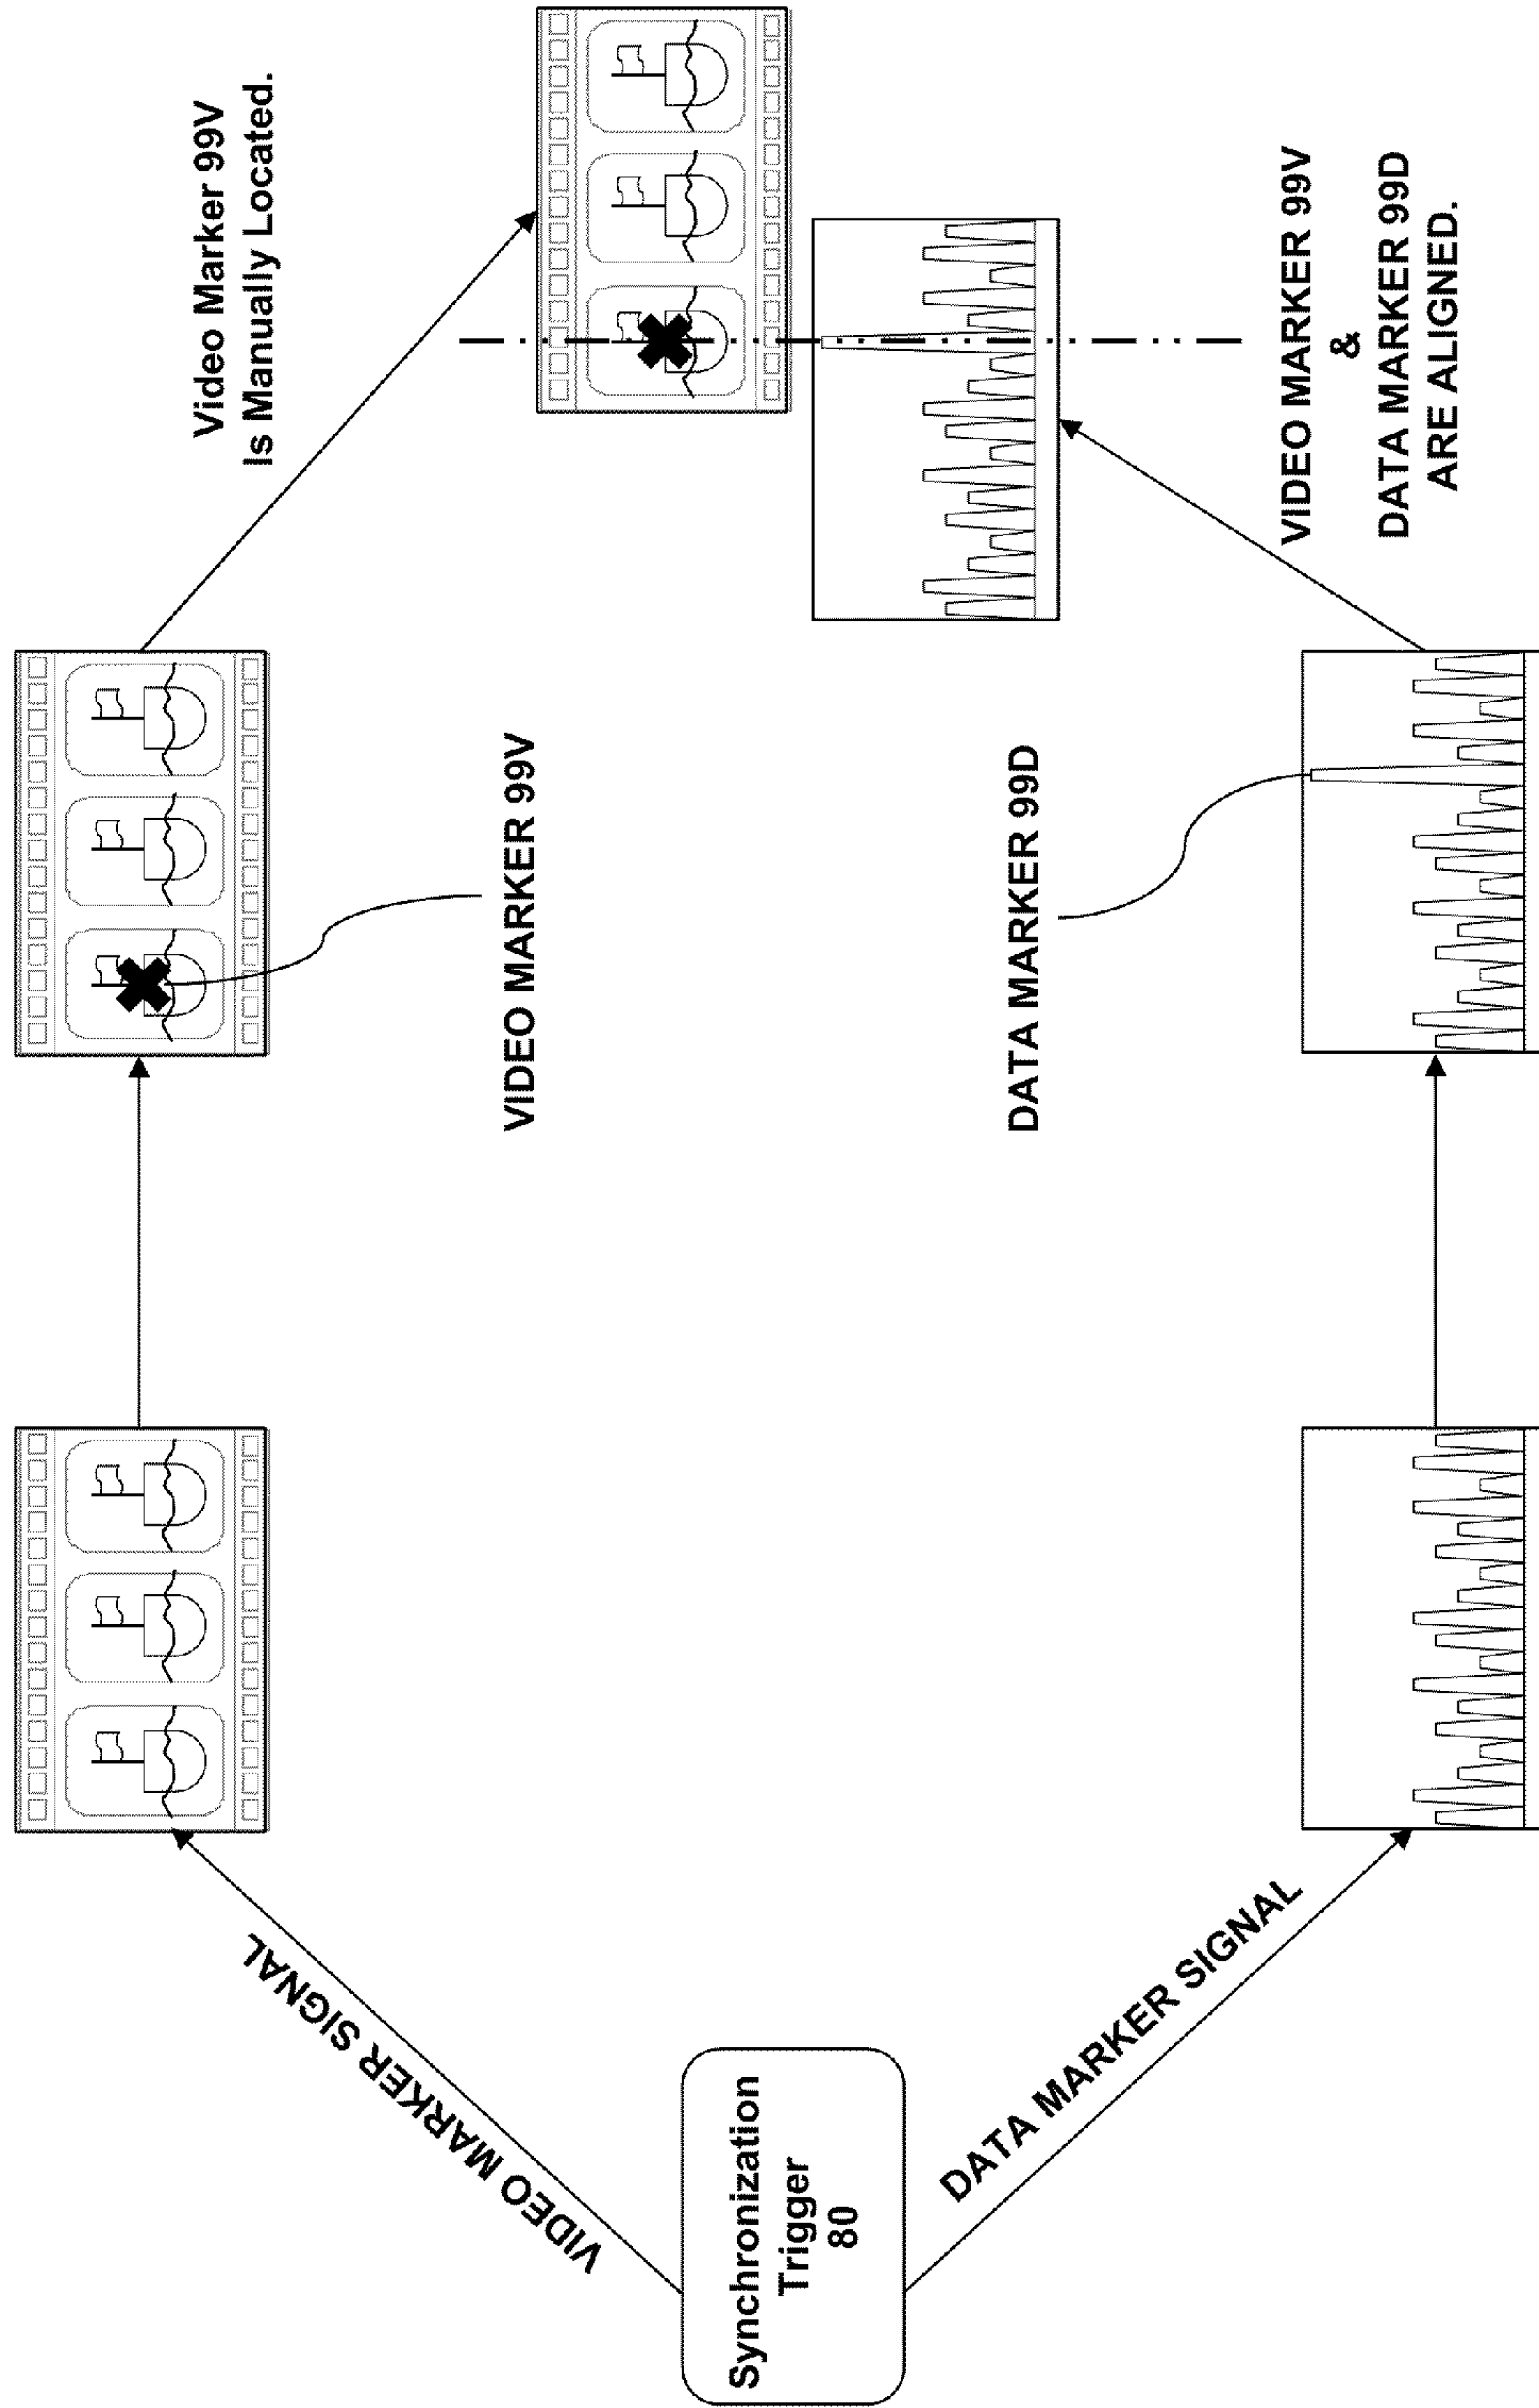 Synchronization
Trigger
80
VIDEO MARKER SIGNAL
DATA MARKER SIGNAL
VIDEO MARKER 99V
DATA MARKER 99D
Video Marker 99V
Is Manually Located.
VIDEO MARKER 99V
&
DATA MARKER 99D
ARE ALIGNED.